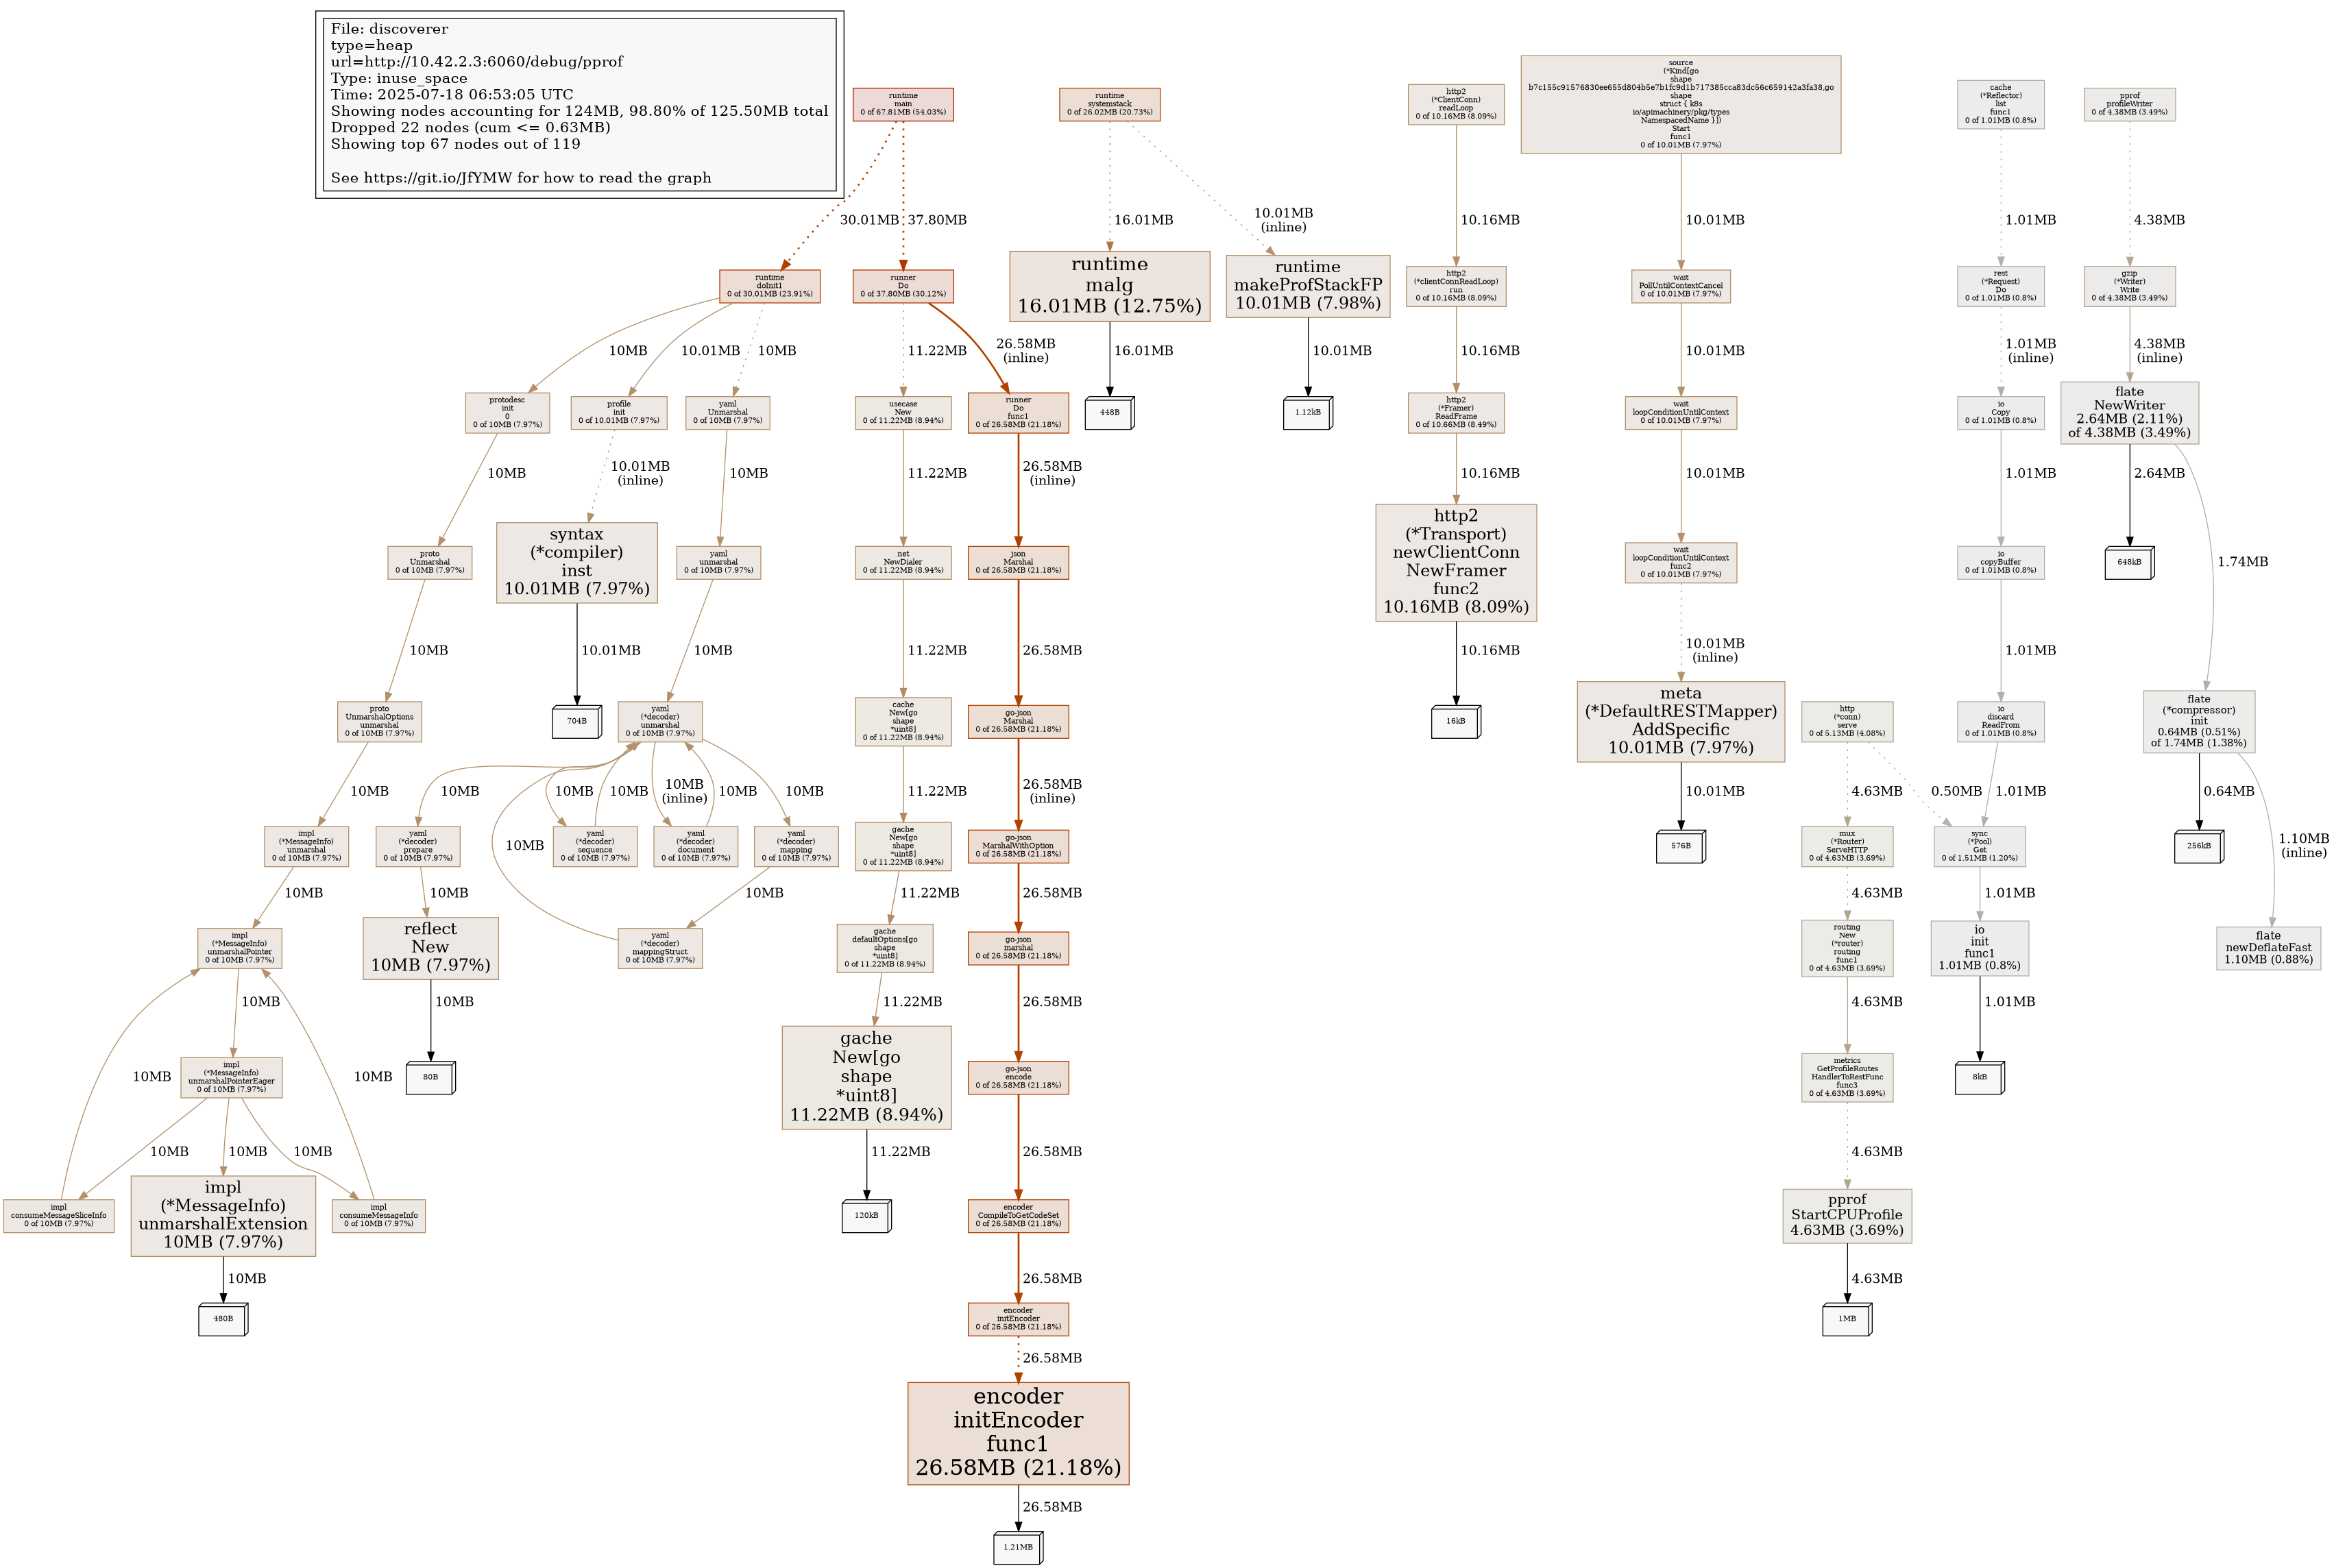 File: discoverer
type=heap
url=http://10.42.2.3:6060/debug/pprof
Type: inuse_space
Time: 2025-07-18 06:53:05 UTC
Showing nodes accounting for 124MB, 98.80% of 125.50MB total
Dropped 22 nodes (cum <= 0.63MB)
Showing top 67 nodes out of 119
See https://git.io/JfYMW for how to read the graph
runtime
main
0 of 67.81MB (54.03%)
30.01MB
37.80MB
runtime
doInit1
0 of 30.01MB (23.91%)
runner
Do
0 of 37.80MB (30.12%)
10MB
10.01MB
10MB
11.22MB
26.58MB
(inline)
protodesc
init
0
0 of 10MB (7.97%)
profile
init
0 of 10.01MB (7.97%)
yaml
Unmarshal
0 of 10MB (7.97%)
usecase
New
0 of 11.22MB (8.94%)
runner
Do
func1
0 of 26.58MB (21.18%)
10MB
10.01MB
(inline)
10MB
11.22MB
26.58MB
(inline)
proto
Unmarshal
0 of 10MB (7.97%)
syntax
(*compiler)
inst
10.01MB (7.97%)
yaml
unmarshal
0 of 10MB (7.97%)
net
NewDialer
0 of 11.22MB (8.94%)
json
Marshal
0 of 26.58MB (21.18%)
10MB
10.01MB
10MB
11.22MB
26.58MB
proto
UnmarshalOptions
unmarshal
0 of 10MB (7.97%)
704B
yaml
(*decoder)
unmarshal
0 of 10MB (7.97%)
cache
New[go
shape
*uint8]
0 of 11.22MB (8.94%)
go-json
Marshal
0 of 26.58MB (21.18%)
10MB
10MB
10MB
10MB
10MB
(inline)
10MB
10MB
10MB
11.22MB
26.58MB
(inline)
impl
(*MessageInfo)
unmarshal
0 of 10MB (7.97%)
yaml
(*decoder)
prepare
0 of 10MB (7.97%)
yaml
(*decoder)
sequence
0 of 10MB (7.97%)
yaml
(*decoder)
document
0 of 10MB (7.97%)
yaml
(*decoder)
mapping
0 of 10MB (7.97%)
gache
New[go
shape
*uint8]
0 of 11.22MB (8.94%)
go-json
MarshalWithOption
0 of 26.58MB (21.18%)
10MB
10MB
10MB
11.22MB
26.58MB
impl
(*MessageInfo)
unmarshalPointer
0 of 10MB (7.97%)
reflect
New
10MB (7.97%)
yaml
(*decoder)
mappingStruct
0 of 10MB (7.97%)
gache
defaultOptions[go
shape
*uint8]
0 of 11.22MB (8.94%)
go-json
marshal
0 of 26.58MB (21.18%)
10MB
10MB
11.22MB
26.58MB
10MB
impl
(*MessageInfo)
unmarshalPointerEager
0 of 10MB (7.97%)
10MB
80B
gache
New[go
shape
*uint8]
11.22MB (8.94%)
go-json
encode
0 of 26.58MB (21.18%)
10MB
10MB
10MB
11.22MB
26.58MB
impl
consumeMessageSliceInfo
0 of 10MB (7.97%)
impl
(*MessageInfo)
unmarshalExtension
10MB (7.97%)
impl
consumeMessageInfo
0 of 10MB (7.97%)
120kB
encoder
CompileToGetCodeSet
0 of 26.58MB (21.18%)
10MB
480B
26.58MB
encoder
initEncoder
0 of 26.58MB (21.18%)
26.58MB
encoder
initEncoder
func1
26.58MB (21.18%)
26.58MB
1.21MB
runtime
systemstack
0 of 26.02MB (20.73%)
16.01MB
10.01MB
(inline)
runtime
malg
16.01MB (12.75%)
runtime
makeProfStackFP
10.01MB (7.98%)
16.01MB
10.01MB
448B
1.12kB
http2
(*ClientConn)
readLoop
0 of 10.16MB (8.09%)
10.16MB
http2
(*clientConnReadLoop)
run
0 of 10.16MB (8.09%)
10.16MB
http2
(*Framer)
ReadFrame
0 of 10.66MB (8.49%)
10.16MB
http2
(*Transport)
newClientConn
NewFramer
func2
10.16MB (8.09%)
10.16MB
16kB
source
(*Kind[go
shape
b7c155c91576830ee655d804b5e7b1fc9d1b717385cca83dc56c659142a3fa38,go
shape
struct { k8s
io/apimachinery/pkg/types
NamespacedName }])
Start
func1
0 of 10.01MB (7.97%)
10.01MB
wait
PollUntilContextCancel
0 of 10.01MB (7.97%)
10.01MB
wait
loopConditionUntilContext
0 of 10.01MB (7.97%)
10.01MB
wait
loopConditionUntilContext
func2
0 of 10.01MB (7.97%)
10.01MB
(inline)
meta
(*DefaultRESTMapper)
AddSpecific
10.01MB (7.97%)
10.01MB
576B
http
(*conn)
serve
0 of 5.13MB (4.08%)
4.63MB
0.50MB
mux
(*Router)
ServeHTTP
0 of 4.63MB (3.69%)
4.63MB
routing
New
(*router)
routing
func1
0 of 4.63MB (3.69%)
4.63MB
metrics
GetProfileRoutes
HandlerToRestFunc
func3
0 of 4.63MB (3.69%)
4.63MB
pprof
StartCPUProfile
4.63MB (3.69%)
4.63MB
1MB
cache
(*Reflector)
list
func1
0 of 1.01MB (0.8%)
1.01MB
rest
(*Request)
Do
0 of 1.01MB (0.8%)
1.01MB
(inline)
io
Copy
0 of 1.01MB (0.8%)
1.01MB
io
copyBuffer
0 of 1.01MB (0.8%)
1.01MB
io
discard
ReadFrom
0 of 1.01MB (0.8%)
1.01MB
sync
(*Pool)
Get
0 of 1.51MB (1.20%)
1.01MB
io
init
func1
1.01MB (0.8%)
1.01MB
8kB
pprof
profileWriter
0 of 4.38MB (3.49%)
4.38MB
gzip
(*Writer)
Write
0 of 4.38MB (3.49%)
4.38MB
(inline)
flate
NewWriter
2.64MB (2.11%)
of 4.38MB (3.49%)
2.64MB
648kB
1.74MB
flate
(*compressor)
init
0.64MB (0.51%)
of 1.74MB (1.38%)
0.64MB
256kB
1.10MB
(inline)
flate
newDeflateFast
1.10MB (0.88%)